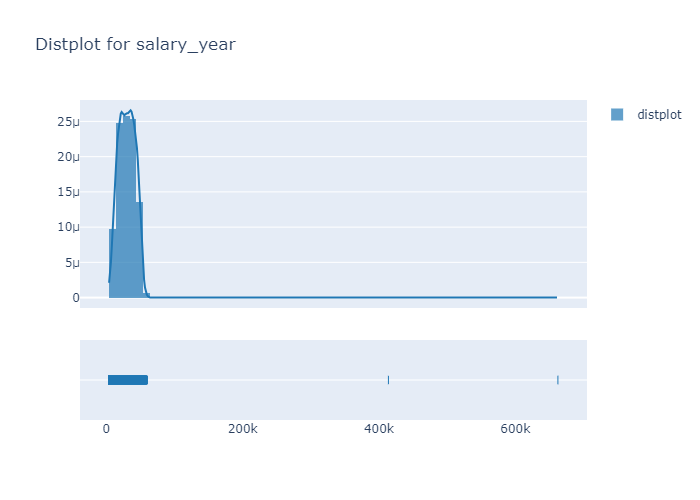 Distplot for salary_year
distplot
25μ
20μ
15μ
10μ
5μ
0
0 200k 400k 600k